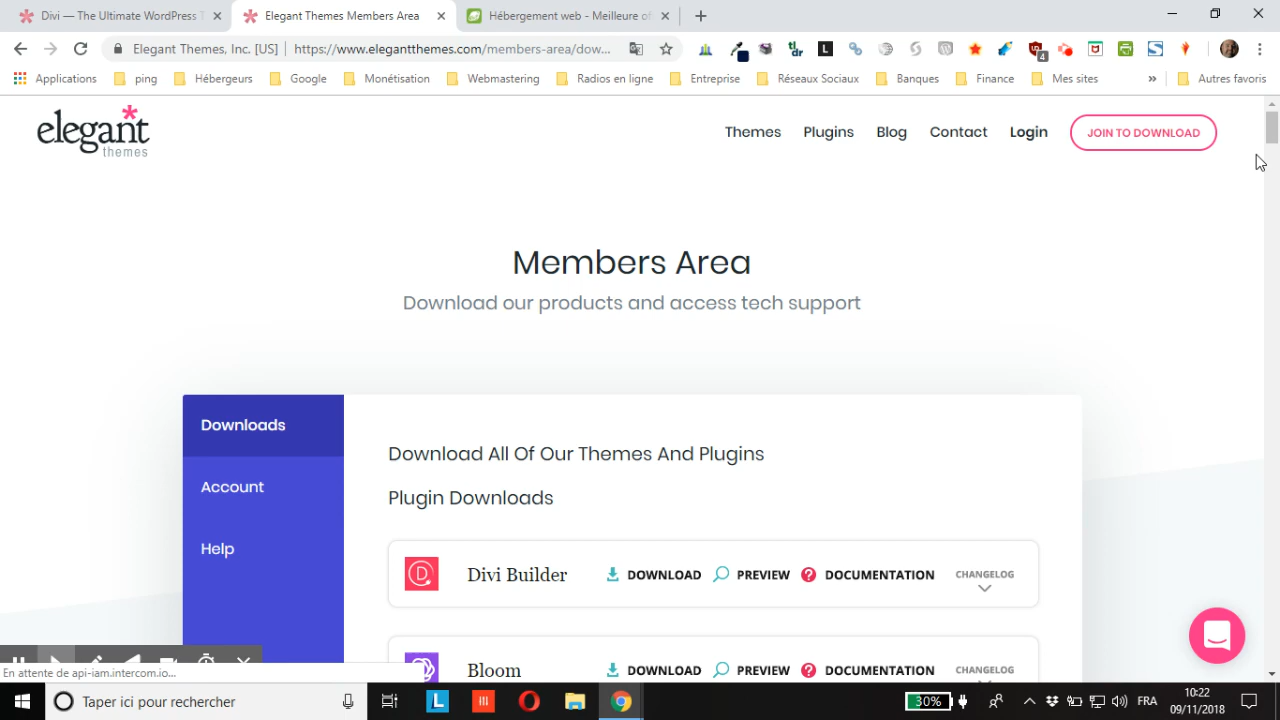 Divi — The Ultimate WordPress T
Elegant Themes Members Area
Hébergement web - Meilleure of
Elegant Themes, Inc. [US]
https://www.elegantthemes.com/members-area/dow...
Applications
ping
Hébergeurs
Google
Monétisation
Webmastering
Radios en ligne
Entreprise
Réseaux Sociaux
Banques
Finance
Mes sites
»
Autres favoris
elegant
themes
Themes
Plugins
Blog
Contact
Login
JOIN TO DOWNLOAD
Members Area
Download our products and access tech support
Downloads
Account
Help
Download All Of Our Themes And Plugins
Plugin Downloads
Divi Builder
DOWNLOAD
PREVIEW
DOCUMENTATION
CHANGELOG
Bloom
DOWNLOAD
PREVIEW
DOCUMENTATION
CHANGELOG
En attente de api-iam.intercom.io...
Taper ici pour rechercher
30%
FRA
10:22
09/11/2018